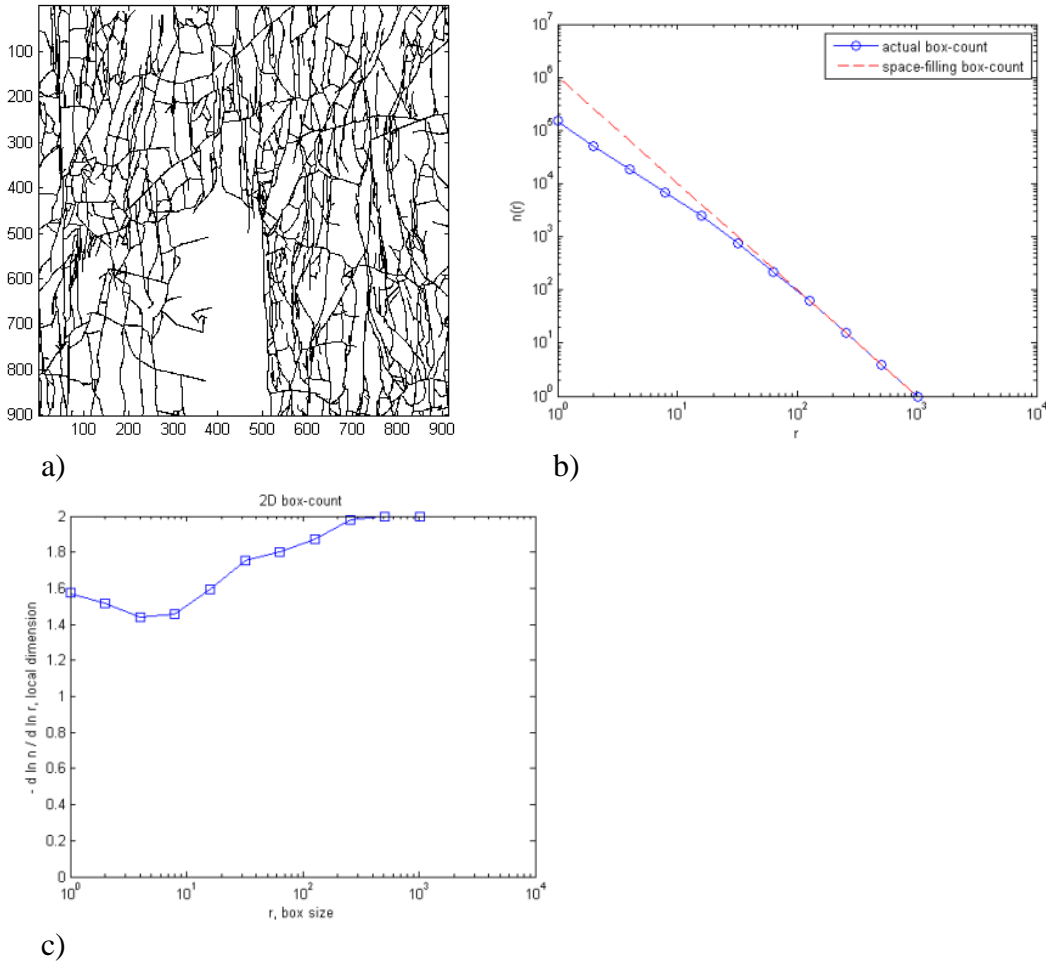 100
200
300
400
500
600
700
800
900
100 200 300 400 500 600 700 800 900
a)
10^7
10^6
10^5
10^4
10^3
10^2
10^1
10^0
n(r)
actual box-count
space-filling box-count
10^0 10^1 10^2 10^3 10^4
r
b)
2D box-count
2
1.8
1.6
1.4
1.2
1
0.8
0.6
0.4
0.2
0
- d ln n / d ln r, local dimension
10^0 10^1 10^2 10^3 10^4
r, box size
c)